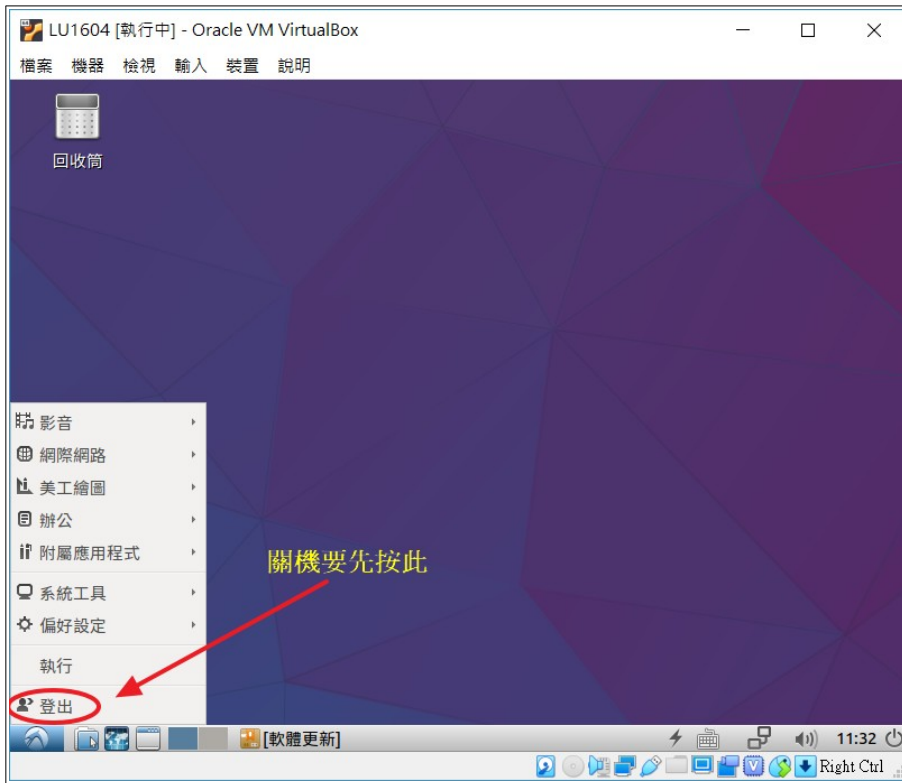 LU1604 [執行中] - Oracle VM VirtualBox
檔案 機器 檢視 輸入 裝置 說明
回收筒
影音
網際網路
美工繪圖
辦公
附屬應用程式
關機要先按此
系統工具
偏好設定
執行
登出
[軟體更新] 11:32
Right Ctrl